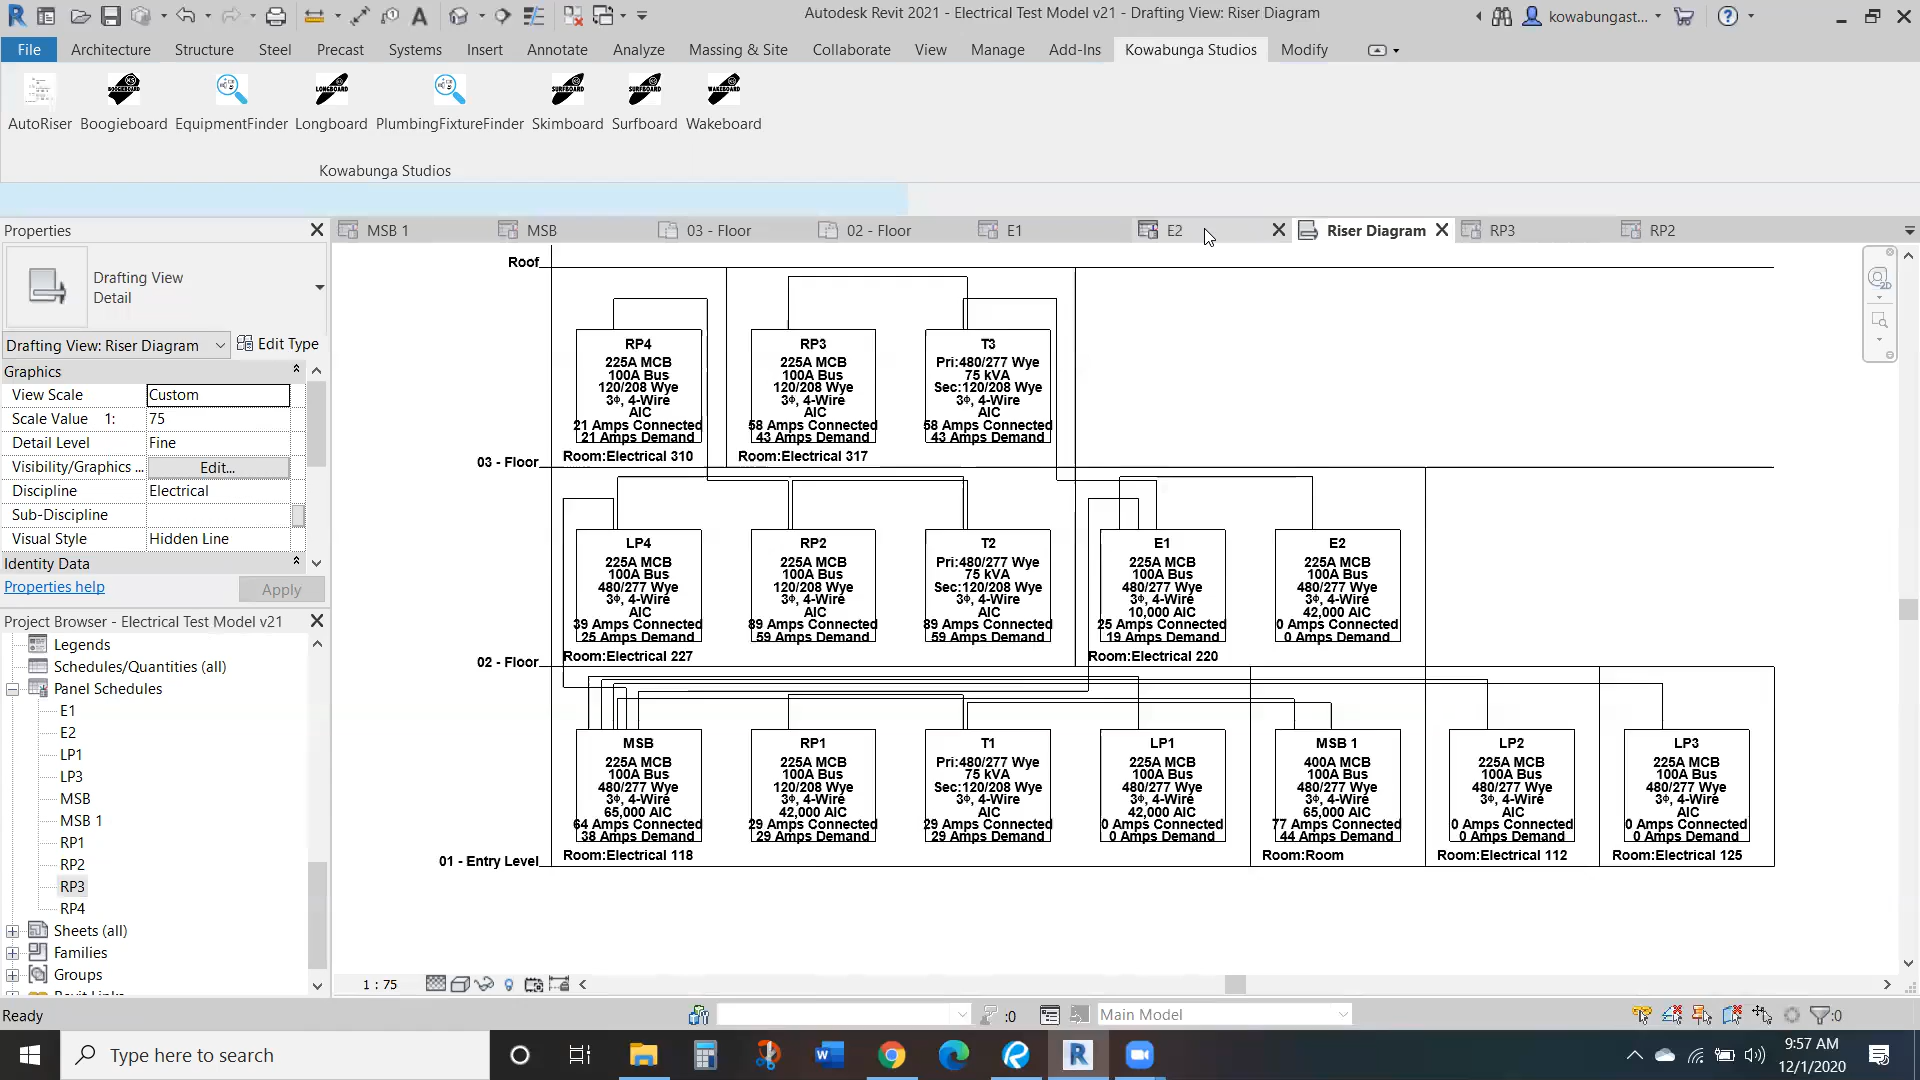 Autodesk Revit 2021 - Electrical Test Model v21 - Drafting View: Riser Diagram
kowabungast...
File Architecture Structure Steel Precast Systems Insert Annotate Analyze Massing & Site Collaborate View Manage Add-Ins Kowabunga Studios Modify
AutoRiser Boogieboard EquipmentFinder Longboard PlumbingFixtureFinder Skimboard Surfboard Wakeboard
Kowabunga Studios
Properties
MSB 1 MSB 03 - Floor 02 - Floor E1 E2 Riser Diagram RP3 RP2
Drafting View
Detail
Drafting View: Riser Diagram Edit Type
Graphics
View Scale Custom
Scale Value 1: 75
Detail Level Fine
Visibility/Graphics ... Edit...
Discipline Electrical
Sub-Discipline
Visual Style Hidden Line
Identity Data
Properties help Apply
Project Browser - Electrical Test Model v21
Legends
Schedules/Quantities (all)
Panel Schedules
E1
E2
LP1
LP3
MSB
MSB 1
RP1
RP2
RP3
RP4
Sheets (all)
Families
Groups
Revit Links
Roof
RP4
225A MCB
100A Bus
120/208 Wye
3Φ, 4-Wire
AIC
21 Amps Connected
21 Amps Demand
Room:Electrical 310
RP3
225A MCB
100A Bus
120/208 Wye
3Φ, 4-Wire
AIC
58 Amps Connected
43 Amps Demand
Room:Electrical 317
T3
Pri:480/277 Wye
75 kVA
Sec:120/208 Wye
3Φ, 4-Wire
AIC
58 Amps Connected
43 Amps Demand
03 - Floor
LP4
225A MCB
100A Bus
480/277 Wye
3Φ, 4-Wire
AIC
39 Amps Connected
25 Amps Demand
Room:Electrical 227
RP2
225A MCB
100A Bus
120/208 Wye
3Φ, 4-Wire
AIC
89 Amps Connected
59 Amps Demand
T2
Pri:480/277 Wye
75 kVA
Sec:120/208 Wye
3Φ, 4-Wire
AIC
89 Amps Connected
59 Amps Demand
E1
225A MCB
100A Bus
480/277 Wye
3Φ, 4-Wire
10,000 AIC
25 Amps Connected
19 Amps Demand
Room:Electrical 220
E2
225A MCB
100A Bus
480/277 Wye
3Φ, 4-Wire
42,000 AIC
0 Amps Connected
0 Amps Demand
02 - Floor
MSB
225A MCB
100A Bus
480/277 Wye
3Φ, 4-Wire
65,000 AIC
64 Amps Connected
38 Amps Demand
Room:Electrical 118
RP1
225A MCB
100A Bus
120/208 Wye
3Φ, 4-Wire
42,000 AIC
29 Amps Connected
29 Amps Demand
T1
Pri:480/277 Wye
75 kVA
Sec:120/208 Wye
3Φ, 4-Wire
AIC
29 Amps Connected
29 Amps Demand
LP1
225A MCB
100A Bus
480/277 Wye
3Φ, 4-Wire
42,000 AIC
0 Amps Connected
0 Amps Demand
MSB 1
400A MCB
100A Bus
480/277 Wye
3Φ, 4-Wire
65,000 AIC
77 Amps Connected
44 Amps Demand
Room:Room
LP2
225A MCB
100A Bus
480/277 Wye
3Φ, 4-Wire
AIC
0 Amps Connected
0 Amps Demand
Room:Electrical 112
LP3
225A MCB
100A Bus
480/277 Wye
3Φ, 4-Wire
AIC
0 Amps Connected
0 Amps Demand
Room:Electrical 125
01 - Entry Level
1 : 75
Ready
:0
Main Model
:0
Type here to search
9:57 AM
12/1/2020